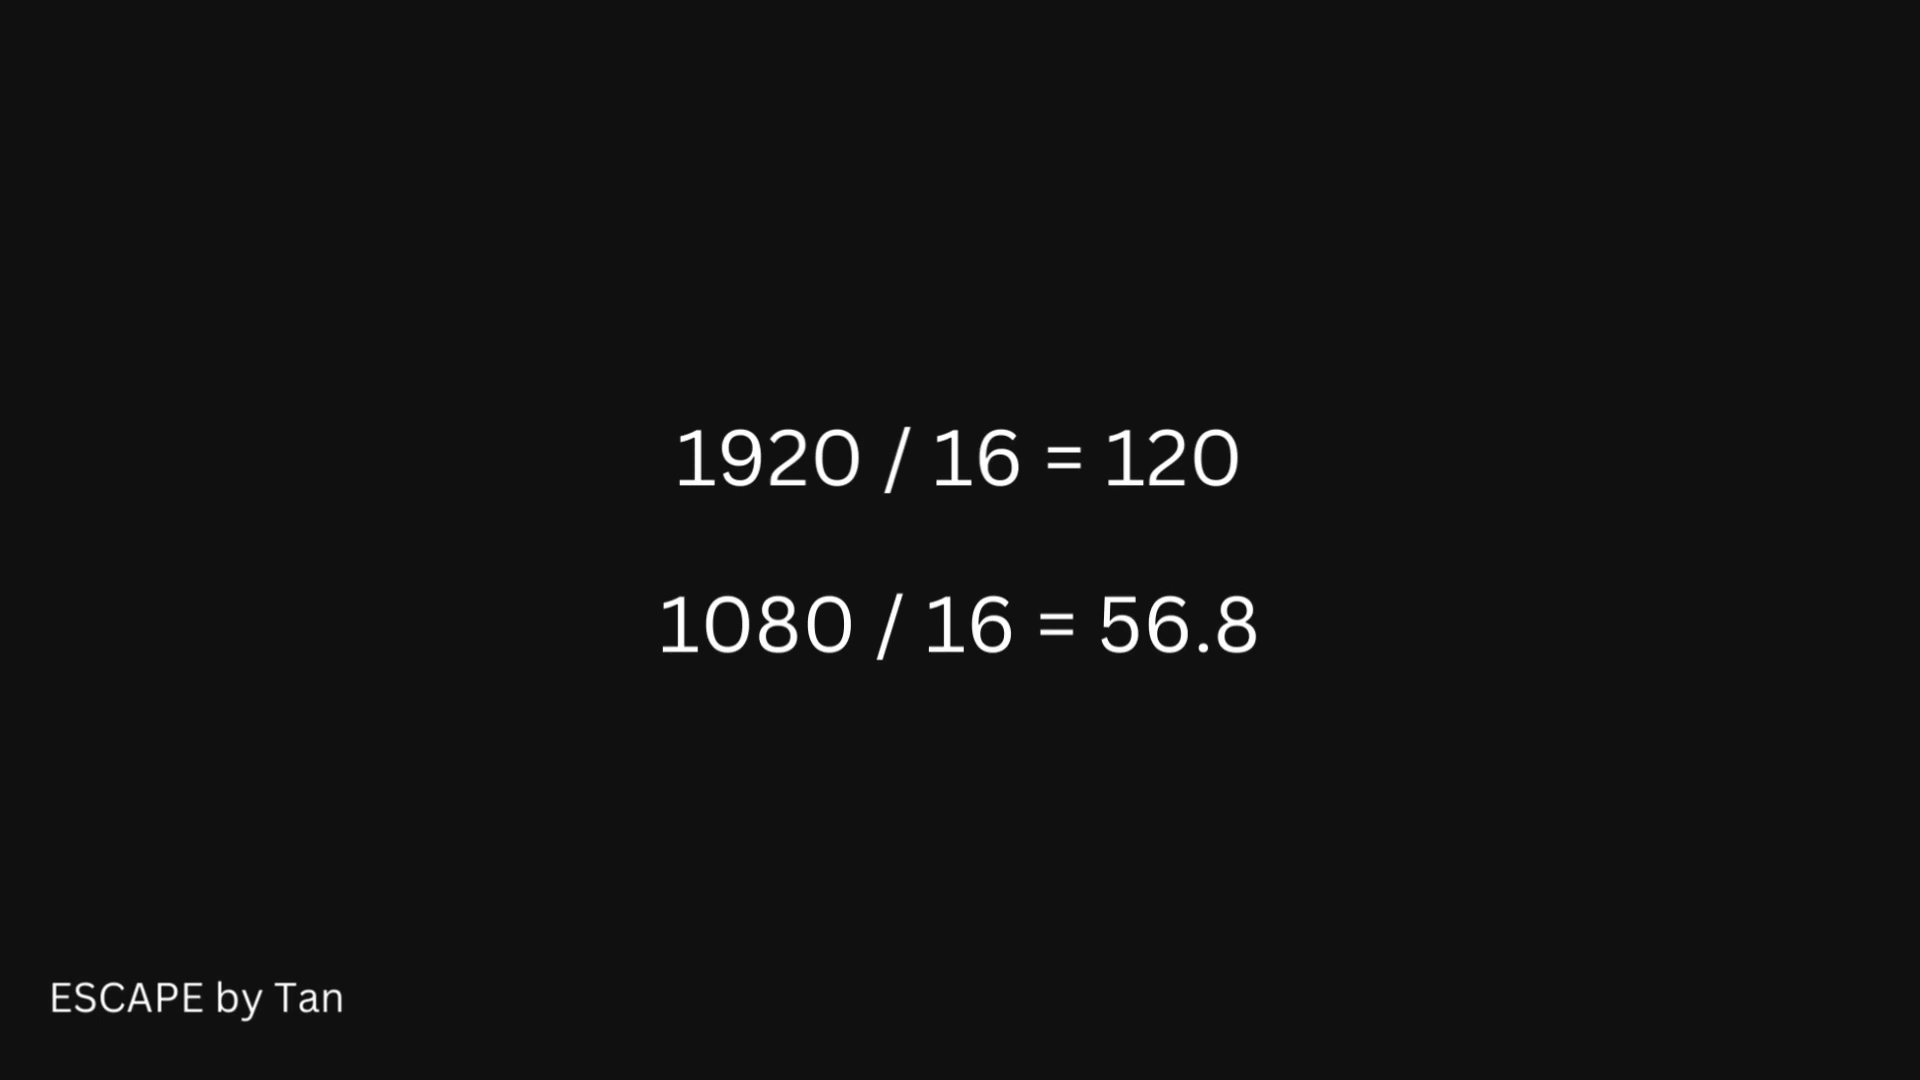 1920 / 16 = 120
1080 / 16 = 56.8
ESCAPE by Tan